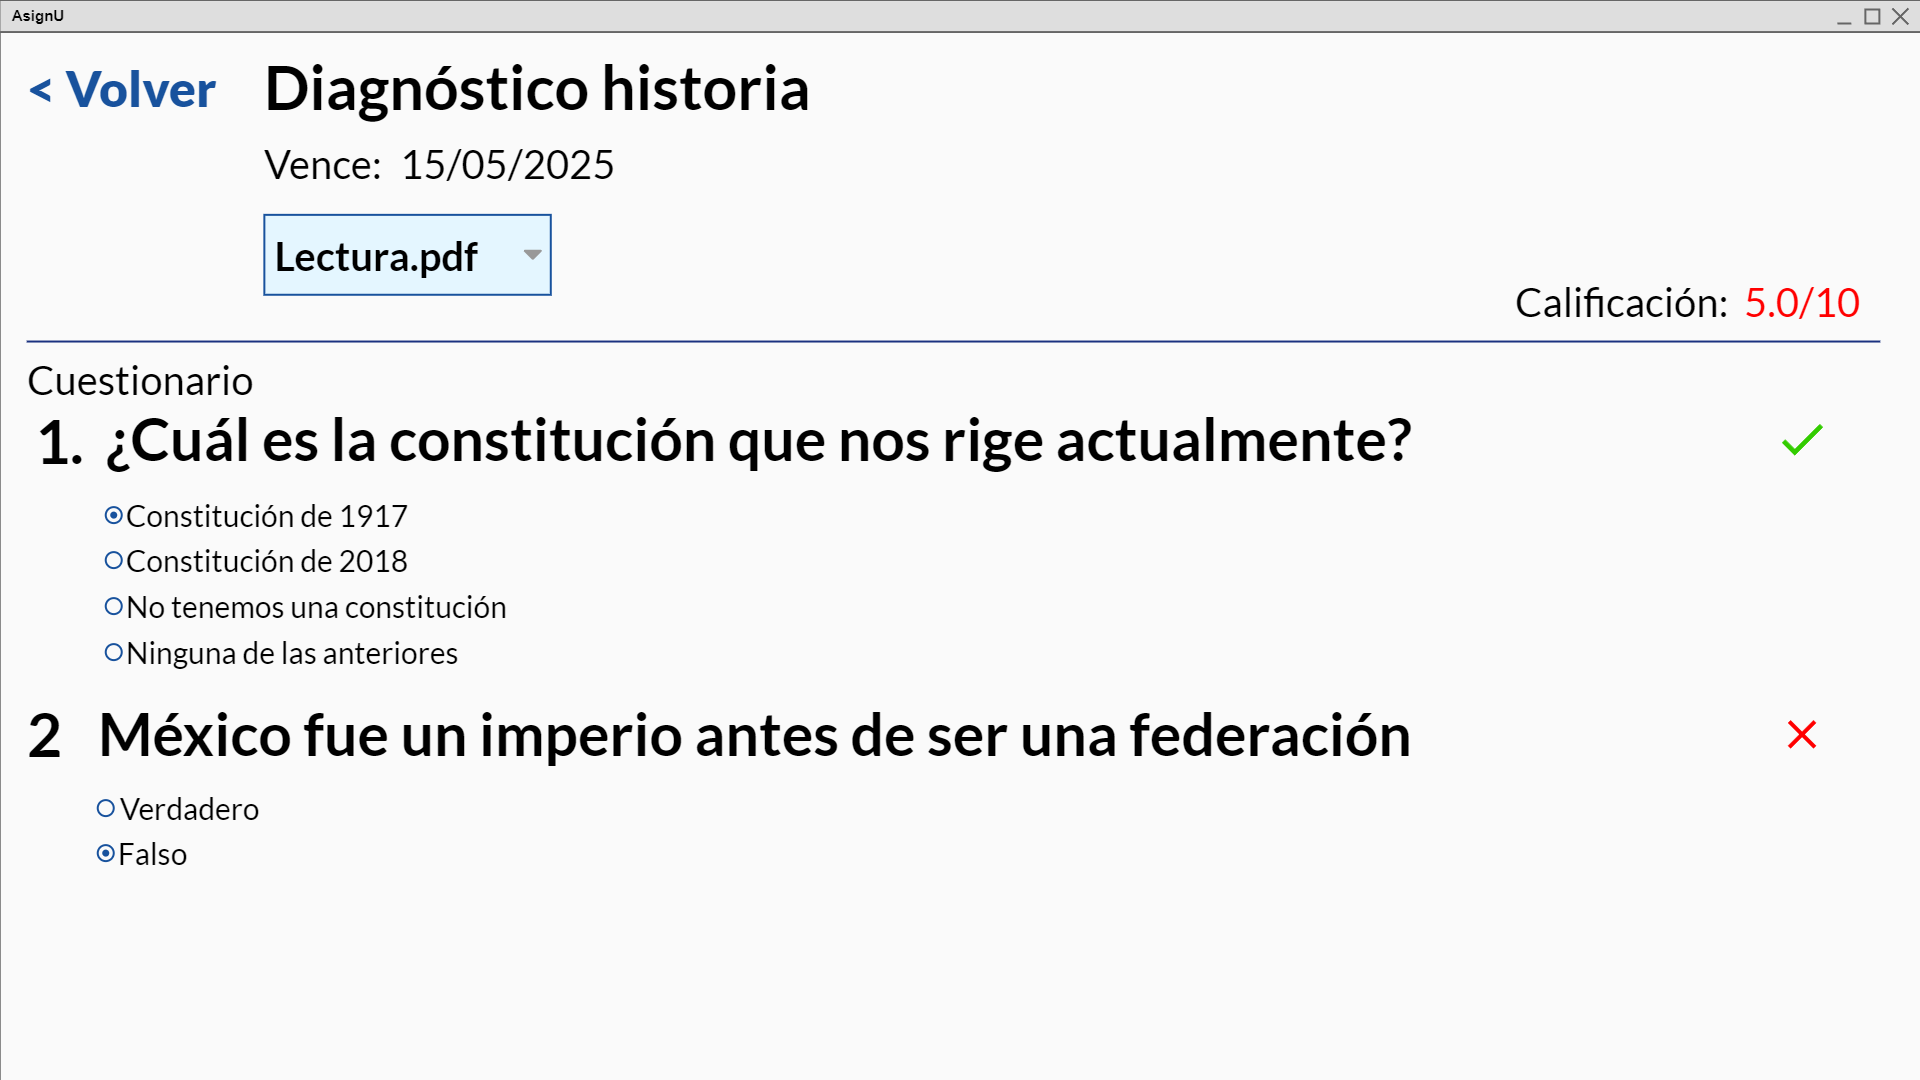 AsignU
< Volver Diagnóstico historia
Vence: 15/05/2025
Lectura.pdf
Calificación: 5.0/10
Cuestionario
1. ¿Cuál es la constitución que nos rige actualmente?
Constitución de 1917
Constitución de 2018
No tenemos una constitución
Ninguna de las anteriores
2 México fue un imperio antes de ser una federación
Verdadero
Falso